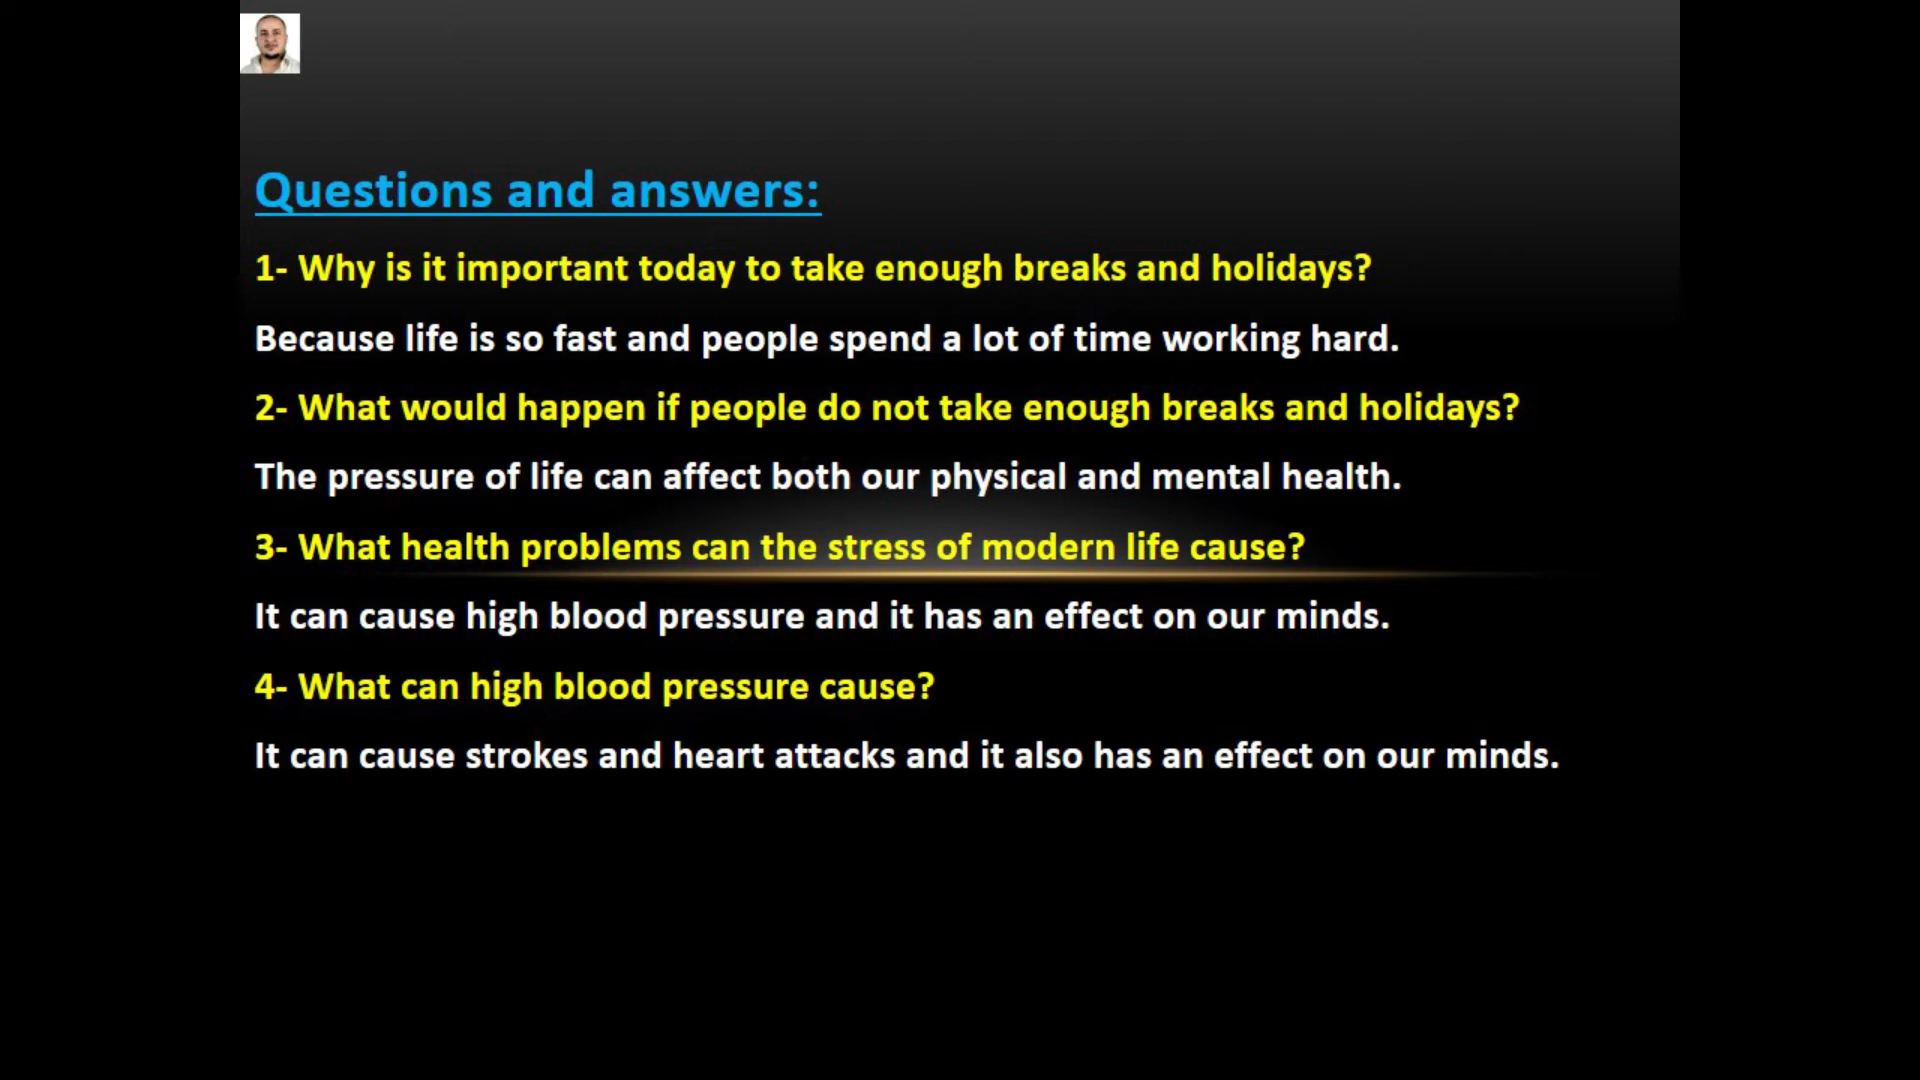 Questions and answers:
1- Why is it important today to take enough breaks and holidays?
Because life is so fast and people spend a lot of time working hard.
2- What would happen if people do not take enough breaks and holidays?
The pressure of life can affect both our physical and mental health.
3- What health problems can the stress of modern life cause?
It can cause high blood pressure and it has an effect on our minds.
4- What can high blood pressure cause?
It can cause strokes and heart attacks and it also has an effect on our minds.